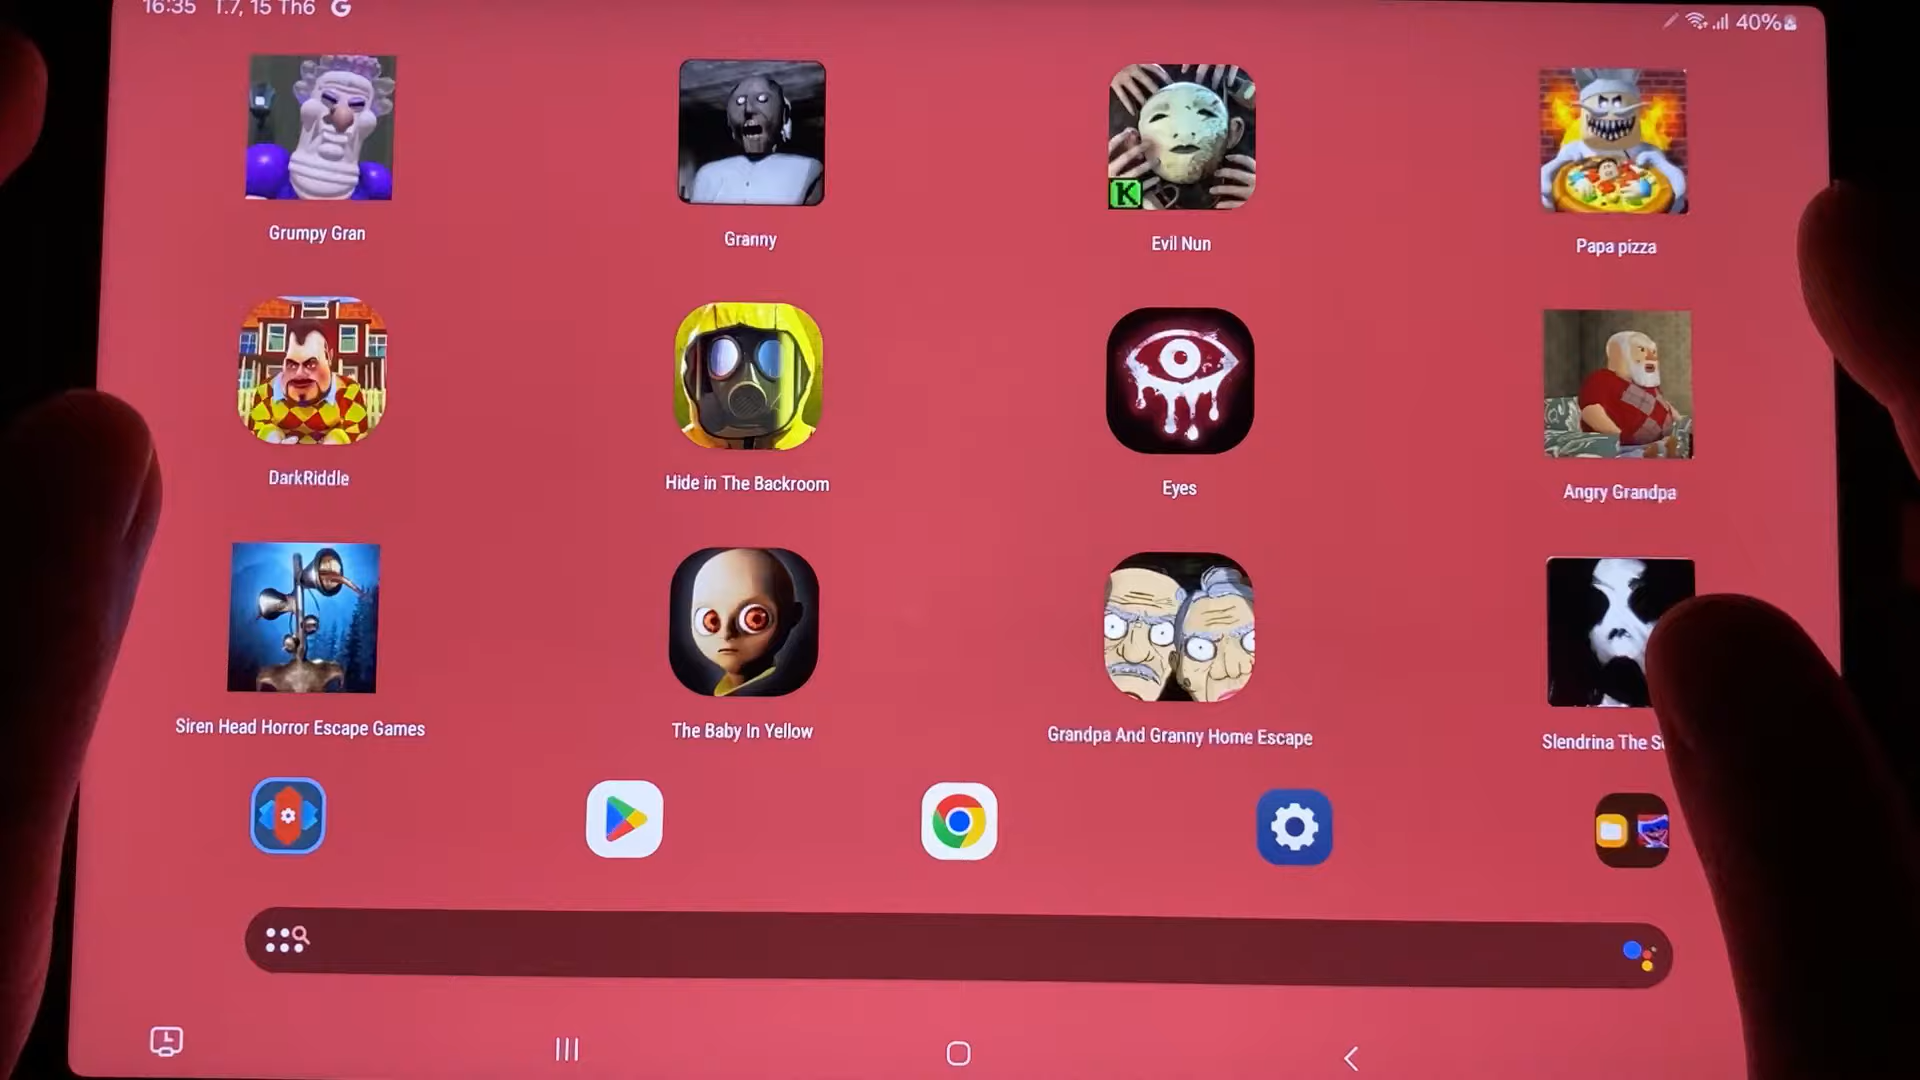 16:35 T.7, 15 Th6 G
40%
K
Grumpy Gran
Granny
Evil Nun
Papa pizza
DarkRiddle
Hide in The Backroom
Eyes
Angry Grandpa
Siren Head Horror Escape Games
The Baby In Yellow
Grandpa And Granny Home Escape
Slendrina The